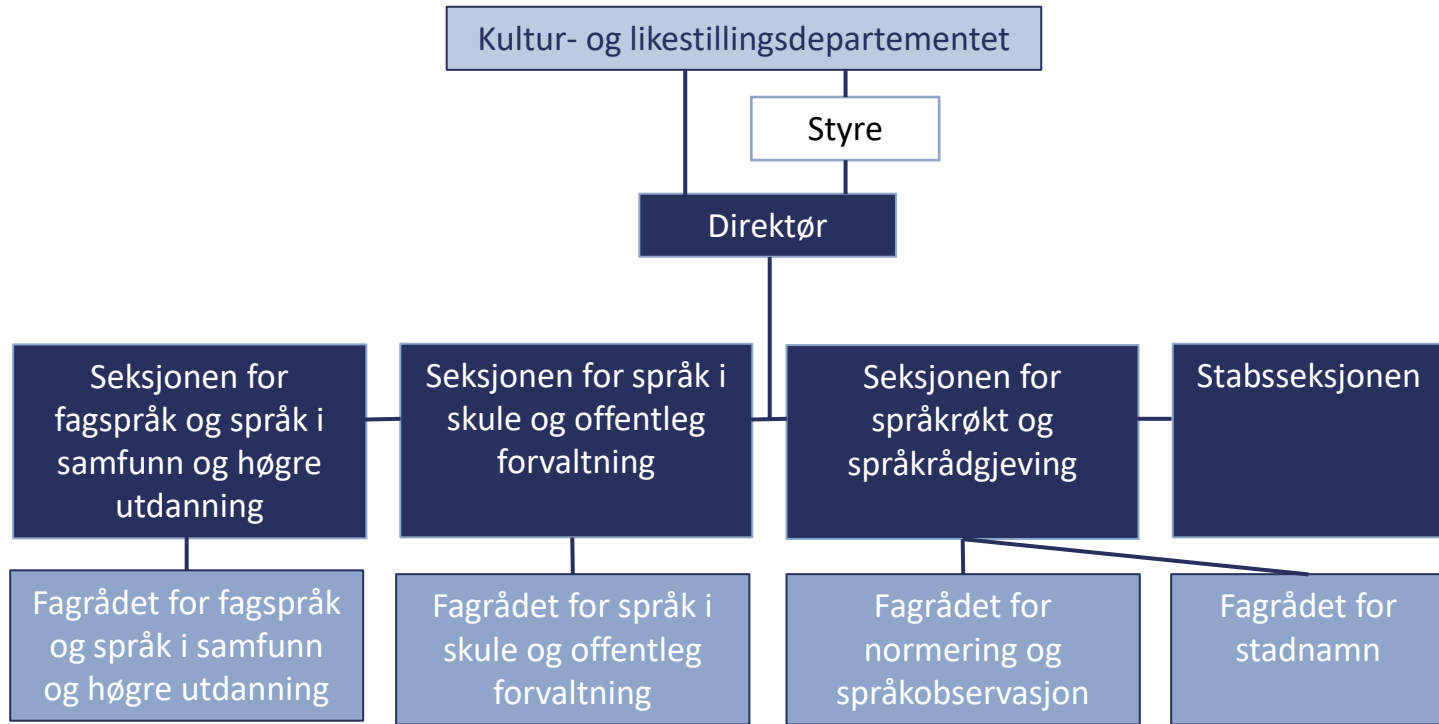 Kultur- og likestillingsdepartementet
Styre
Direktør
Seksjonen for
fagspråk og språk i
samfunn og høgre
utdanning
Seksjonen for språk i
skule og offentleg
forvaltning
Seksjonen for
språkrøkt og
språkrådgjeving
Stabsseksjonen
Fagrådet for fagspråk
og språk i samfunn
og høgre utdanning
Fagrådet for språk i
skule og offentleg
forvaltning
Fagrådet for
normering og
språkobservasjon
Fagrådet for
stadnamn